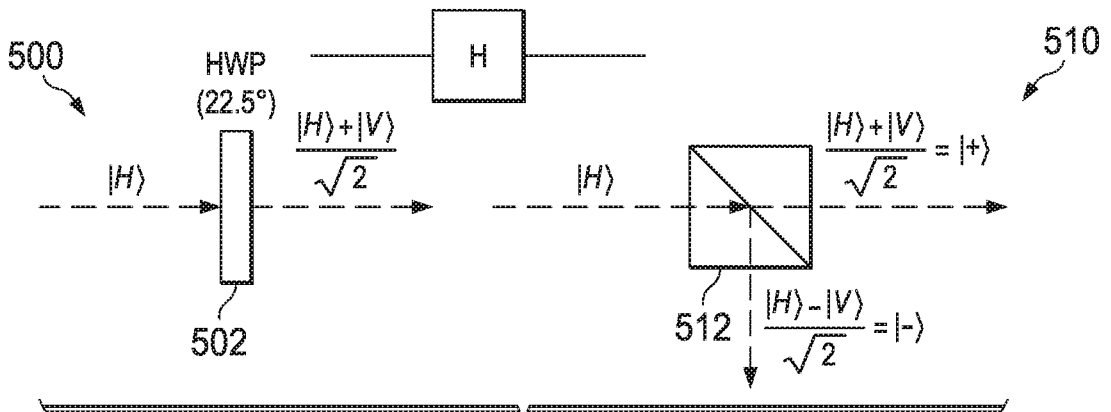 500
HWP
(22.5°)
H
510
|H⟩
|H⟩+|V⟩
√2
|H⟩
|H⟩+|V⟩
√2
= |+⟩
502
512
|H⟩−|V⟩
√2
= |−⟩